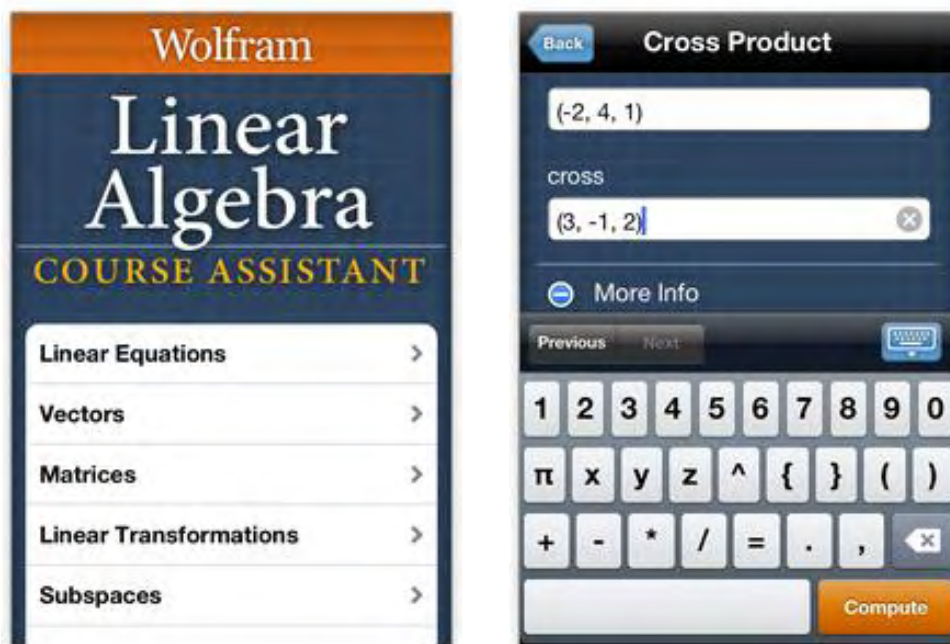 Wolfram
Linear
Algebra
COURSE ASSISTANT
Linear Equations
Vectors
Matrices
Linear Transformations
Subspaces
Back Cross Product
(-2, 4, 1)
cross
(3, -1, 2)
More Info
Previous Next
1 2 3 4 5 6 7 8 9 0
π x y z ^ { } ( )
+ - * / = . ,
Compute